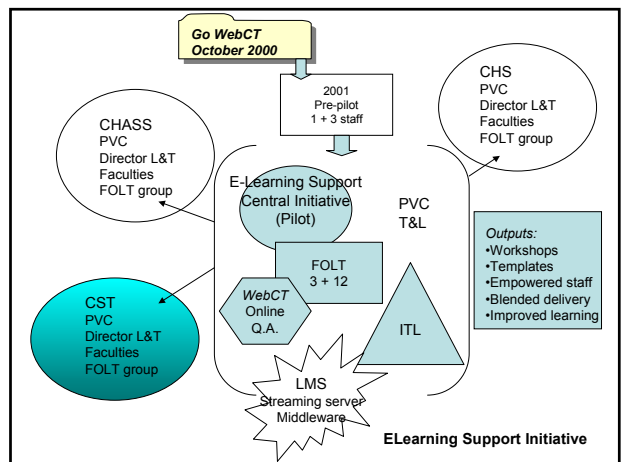 Go WebCT
October 2000
2001
Pre-pilot
1 + 3 staff
CHS
PVC
Director L&T
Faculties
FOLT group
CHASS
PVC
Director L&T
Faculties
FOLT group
E-Learning Support
Central Initiative
(Pilot)
PVC
T&L
FOLT
3 + 12
WebCT
Online
Q.A.
ITL
Outputs:
•Workshops
•Templates
•Empowered staff
•Blended delivery
•Improved learning
CST
PVC
Director L&T
Faculties
FOLT group
LMS
Streaming server
Middleware
ELearning Support Initiative